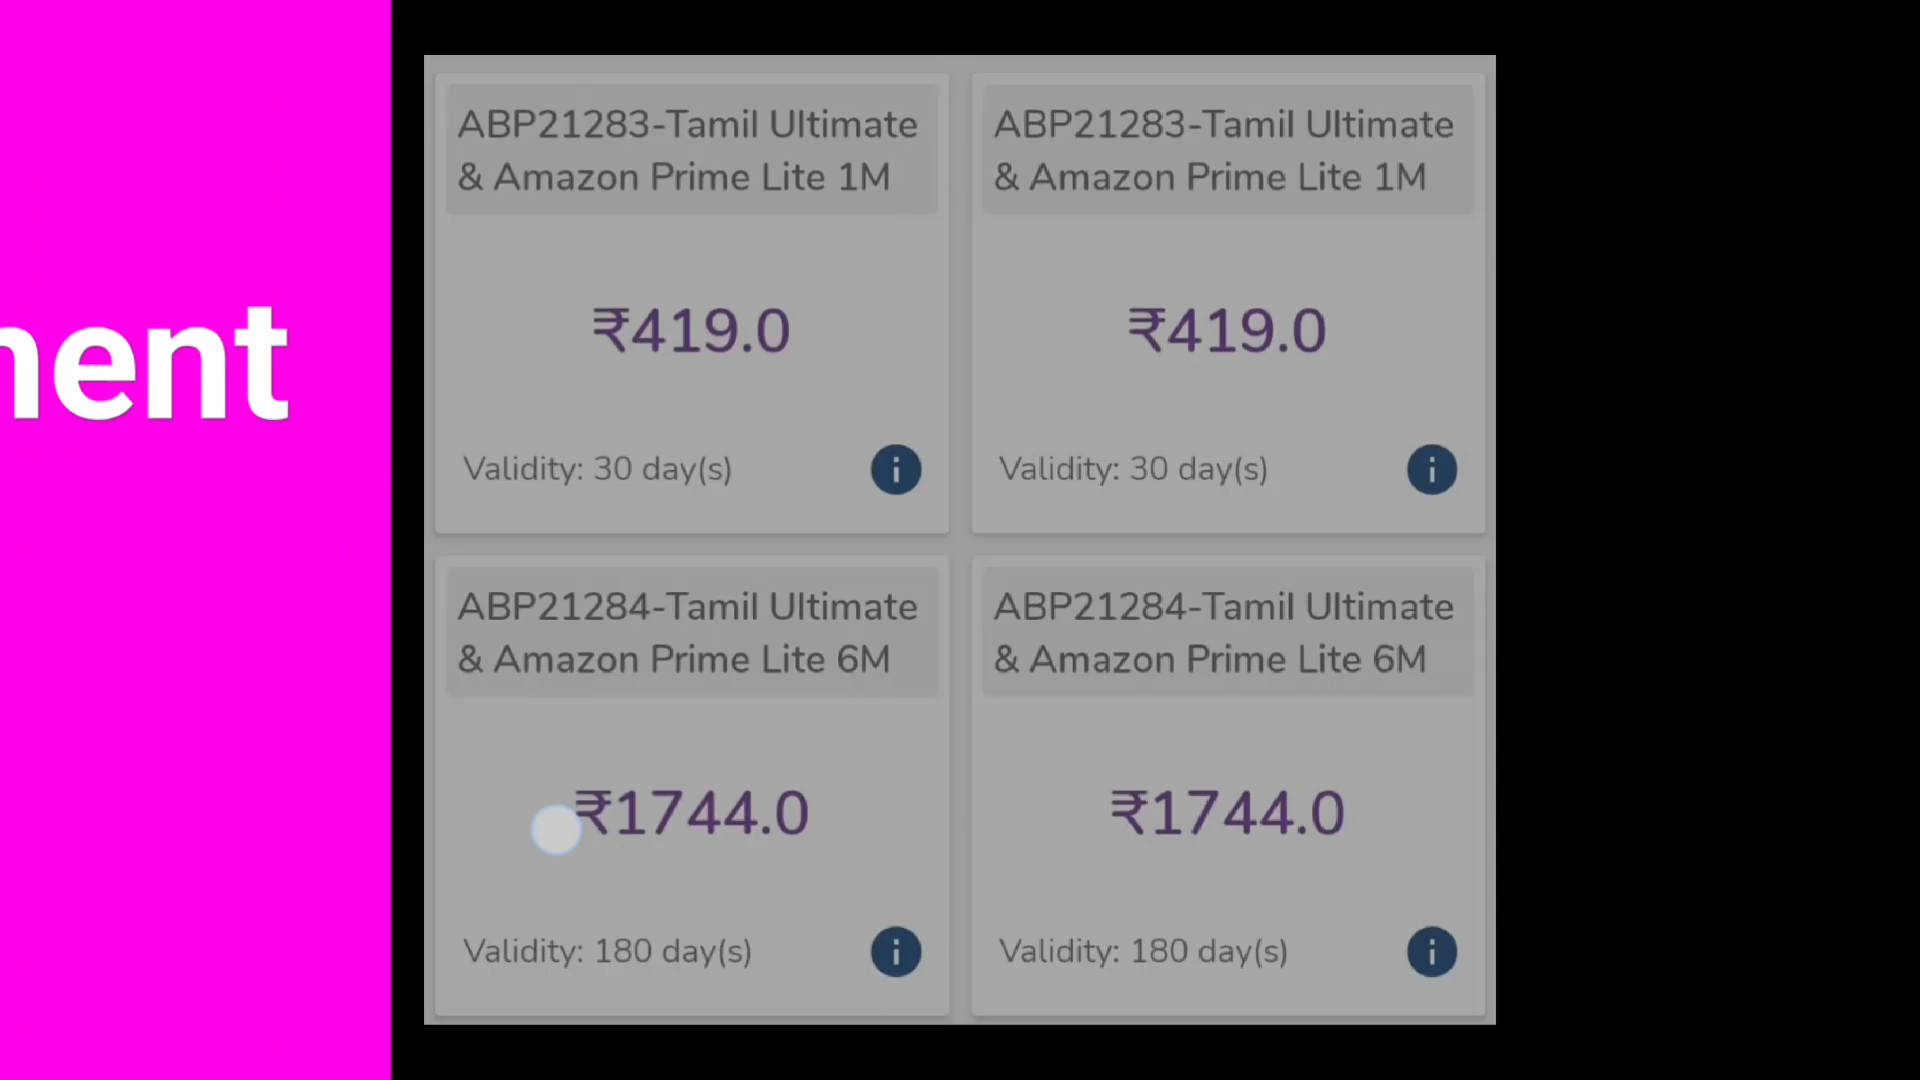 ment
ABP21283-Tamil Ultimate
& Amazon Prime Lite 1M
₹419.0
Validity: 30 day(s)
i
ABP21283-Tamil Ultimate
& Amazon Prime Lite 1M
₹419.0
Validity: 30 day(s)
i
ABP21284-Tamil Ultimate
& Amazon Prime Lite 6M
₹1744.0
Validity: 180 day(s)
i
ABP21284-Tamil Ultimate
& Amazon Prime Lite 6M
₹1744.0
Validity: 180 day(s)
i